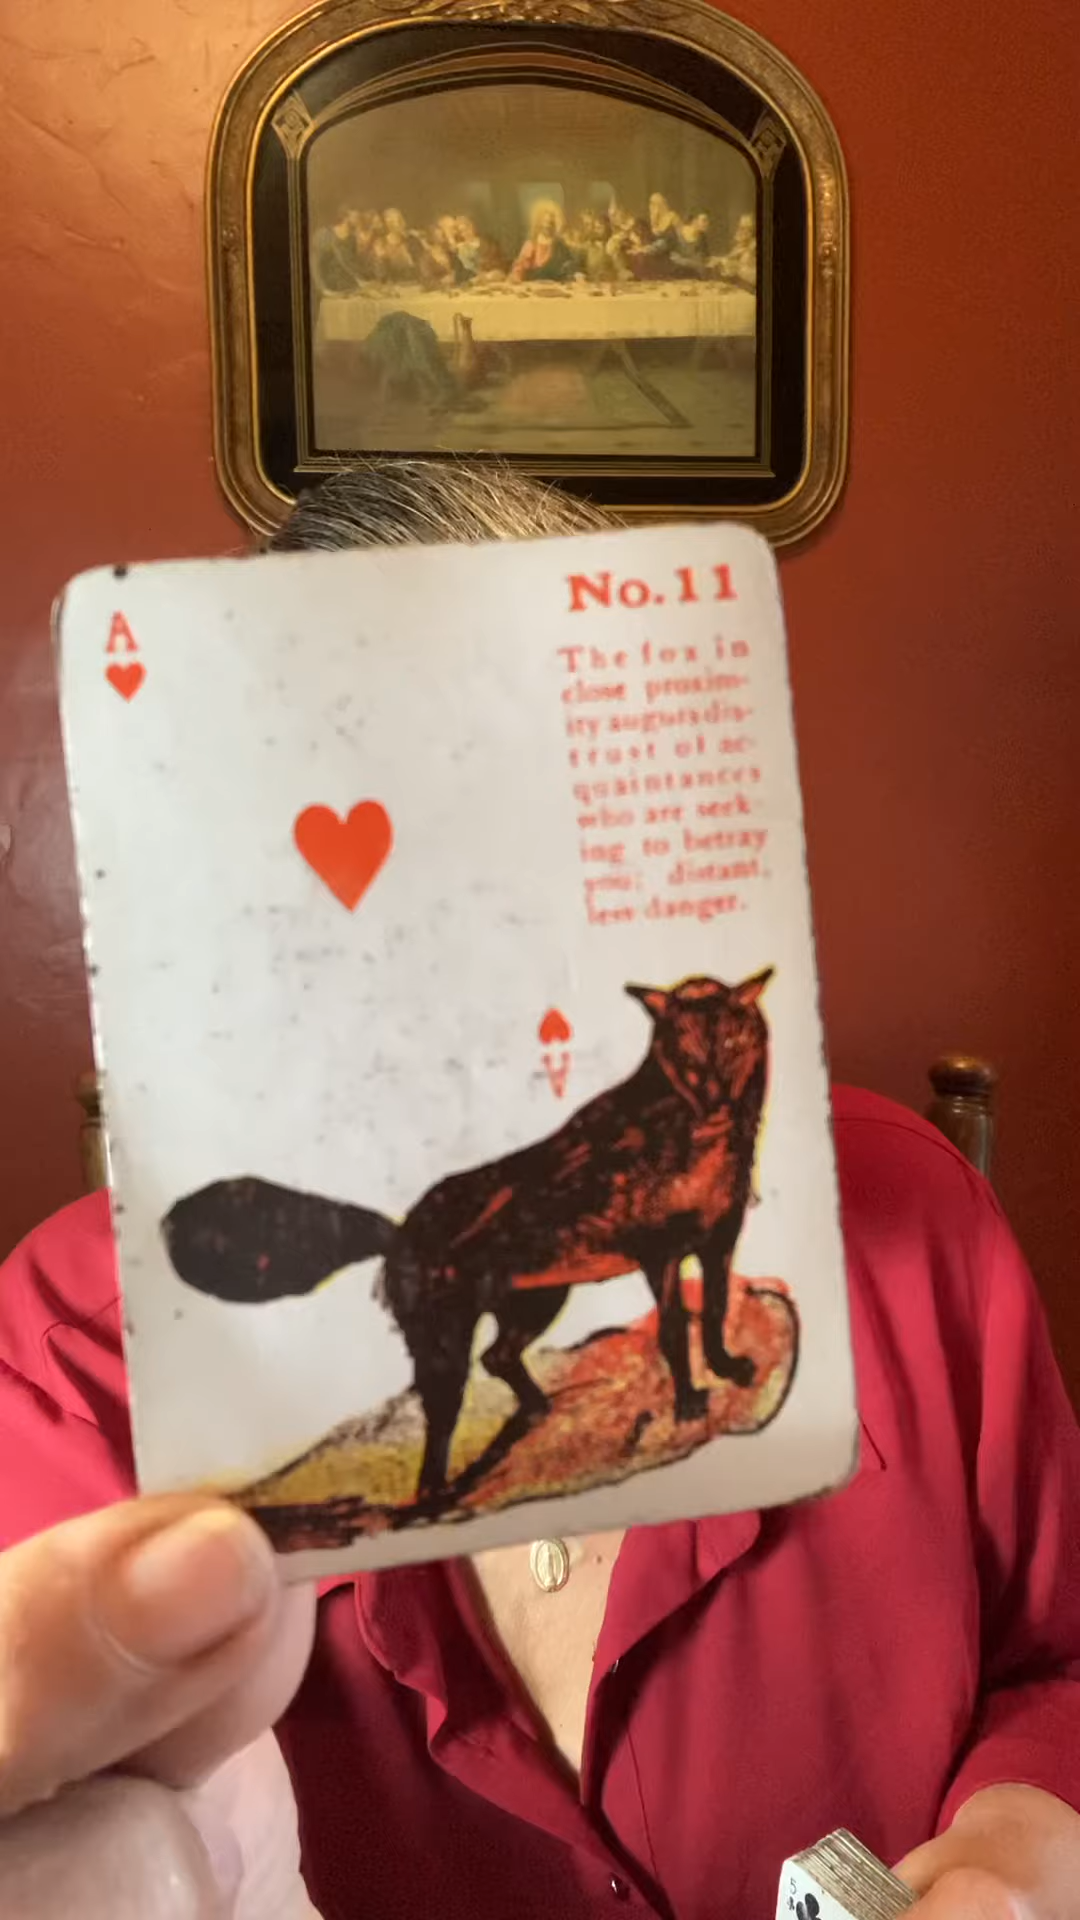 A
No. 11
The fox in
close proxim-
ity augurs dis-
trust of ac-
quaintances
who are seek-
ing to betray
you; distant,
less danger.
A
5